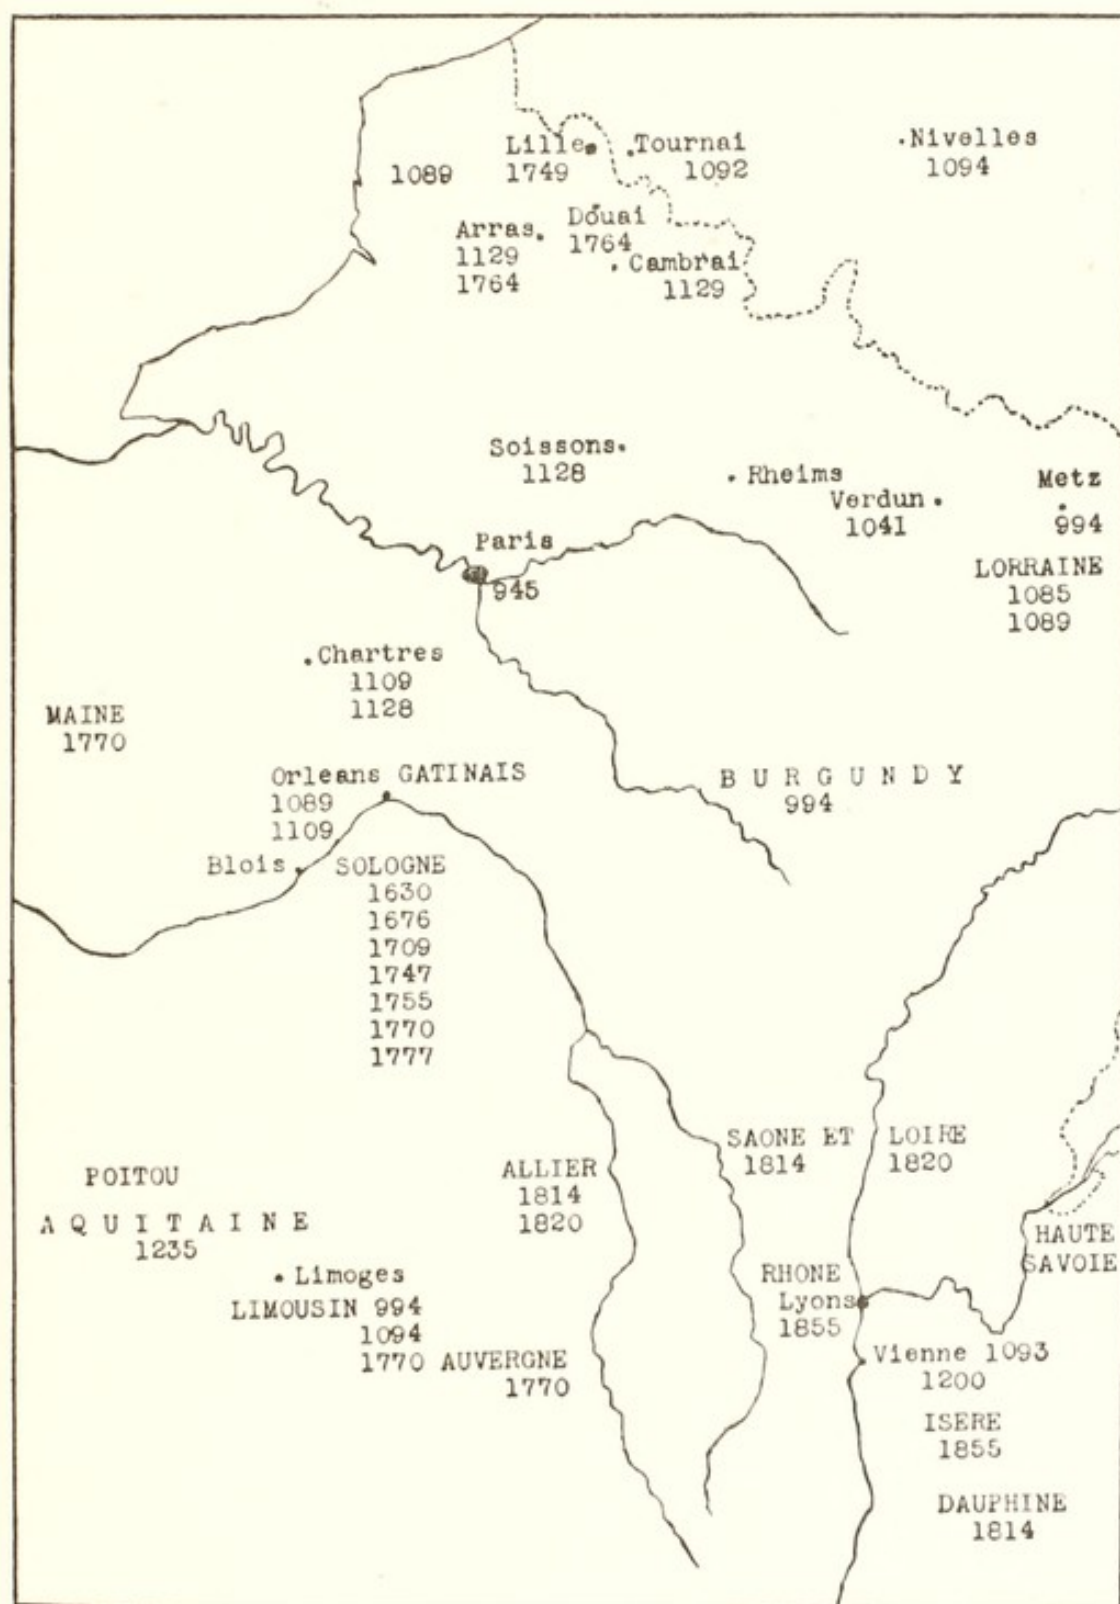 Lille
1749
Tournai
1092
Nivelles
1094
1089
Arras
1129
1764
Douai
1764
Cambrai
1129
Soissons
1128
Rheims
Verdun
1041
Metz
994
LORRAINE
1085
1089
Paris
945
Chartres
1109
1128
MAINE
1770
Orleans GATINAIS
1089
1109
BURGUNDY
994
Blois
SOLOGNE
1630
1676
1709
1747
1755
1770
1777
SAONE ET LOIRE
1814 1820
POITOU
ALLIER
1814
1820
AQUITAINE
1235
HAUTE
SAVOIE
Limoges
LIMOUSIN 994
1094
1770 AUVERGNE
1770
RHONE
Lyons
1855
Vienne 1093
1200
ISERE
1855
DAUPHINE
1814